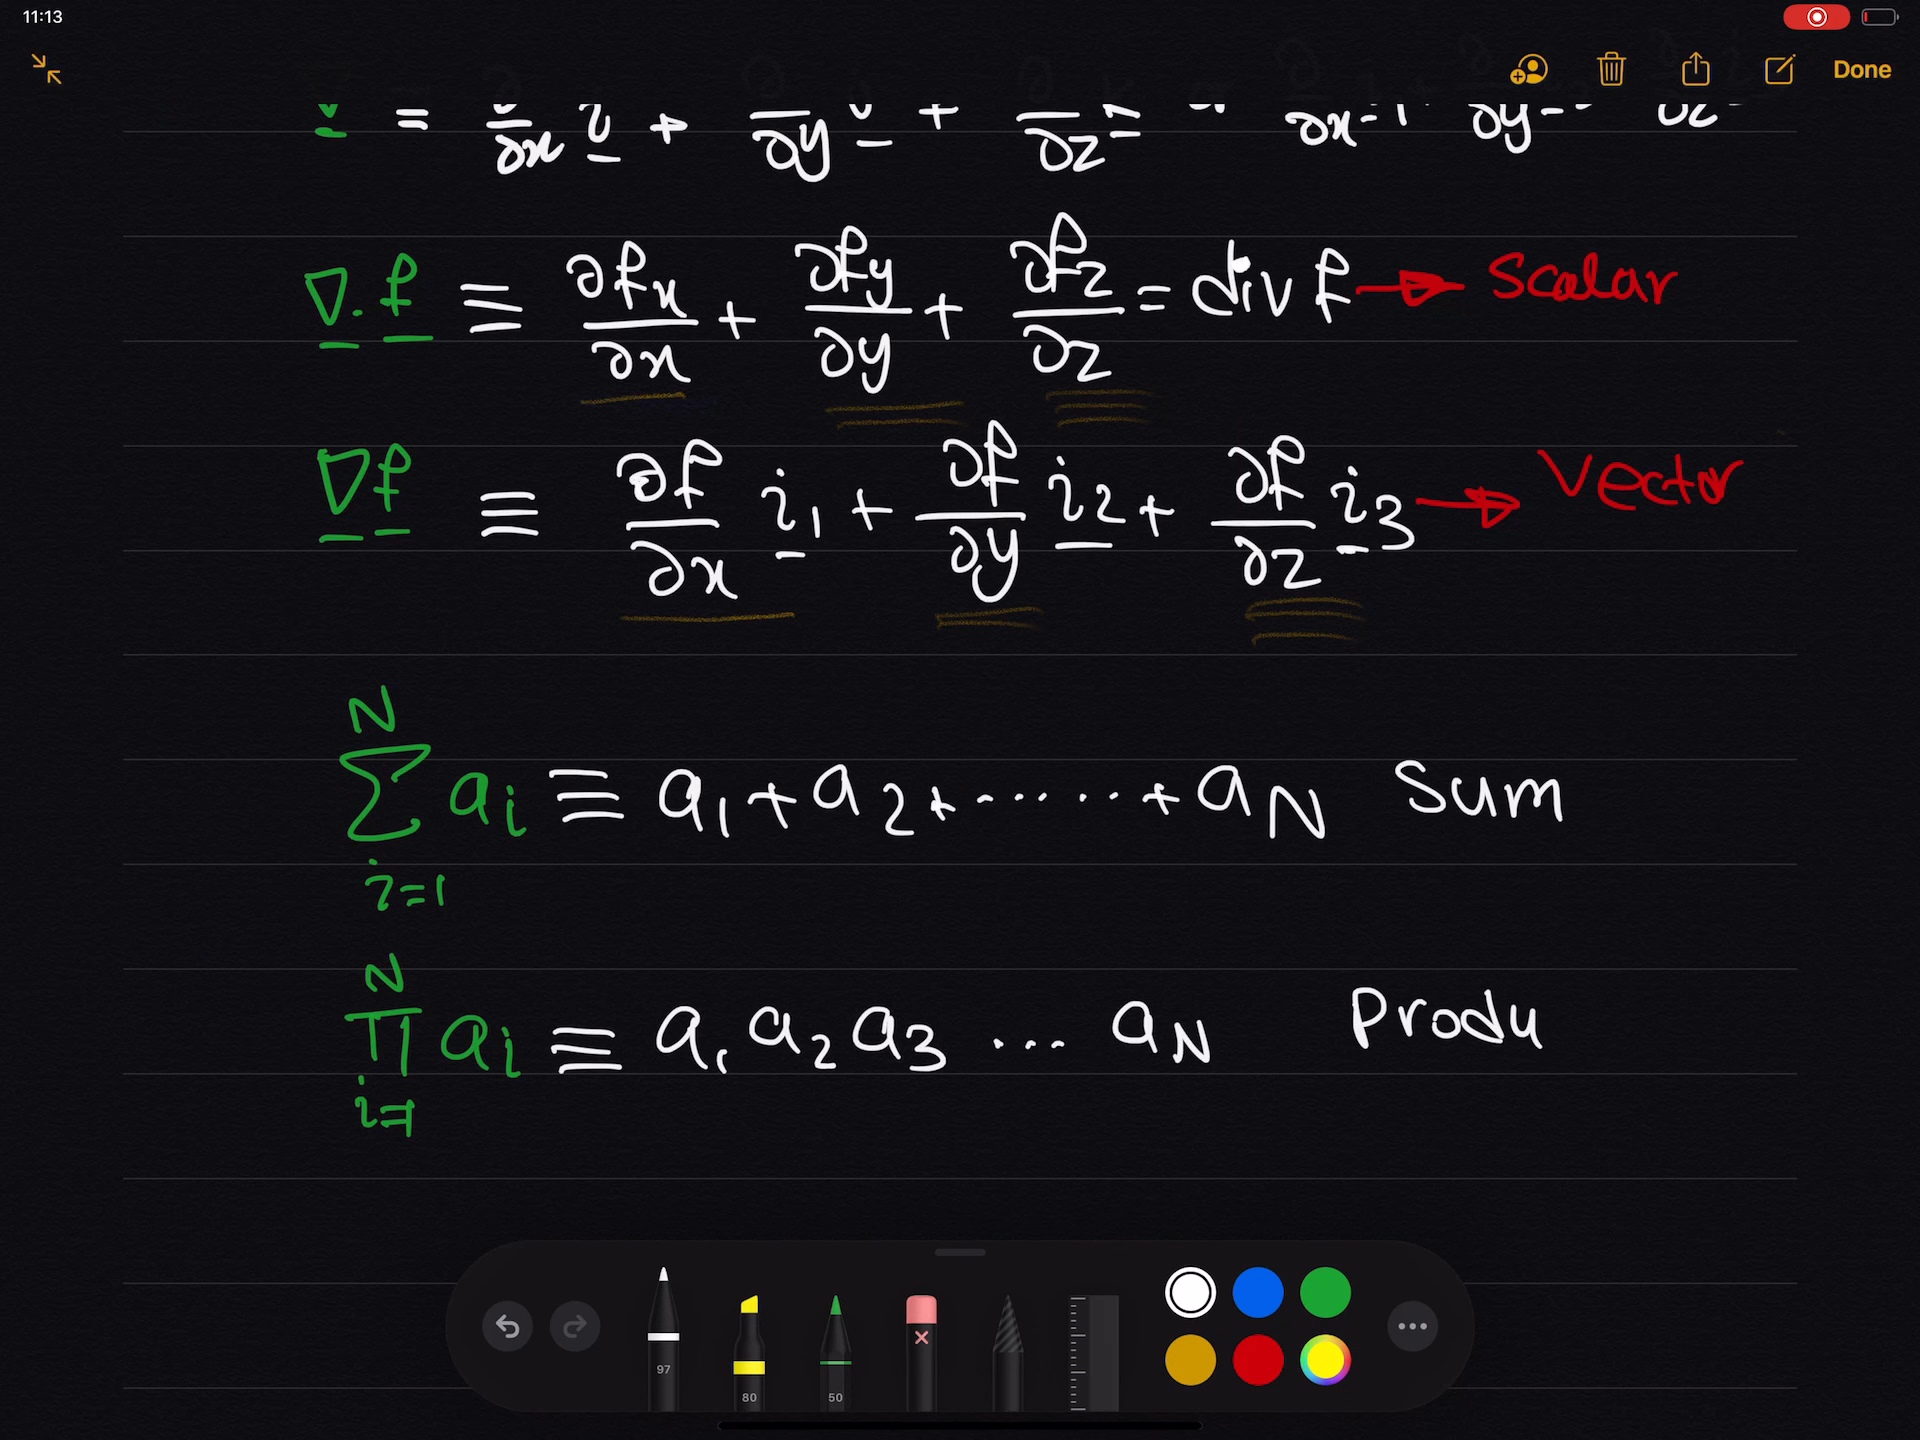 11:13
Done
∇ = ∂/∂x i + ∂/∂y + ∂/∂z ∂x ∂y ∂z
∇.f ≡ ∂fx/∂x + ∂fy/∂y + ∂fz/∂z = div f → Scalar
∇f ≡ ∂f/∂x i1 + ∂f/∂y i2 + ∂f/∂z i3 → Vector
N
∑ ai ≡ a1 + a2 + ...... + aN Sum
i=1
N
∏ ai ≡ a1 a2 a3 ... aN Produ
i=1
97 80 50